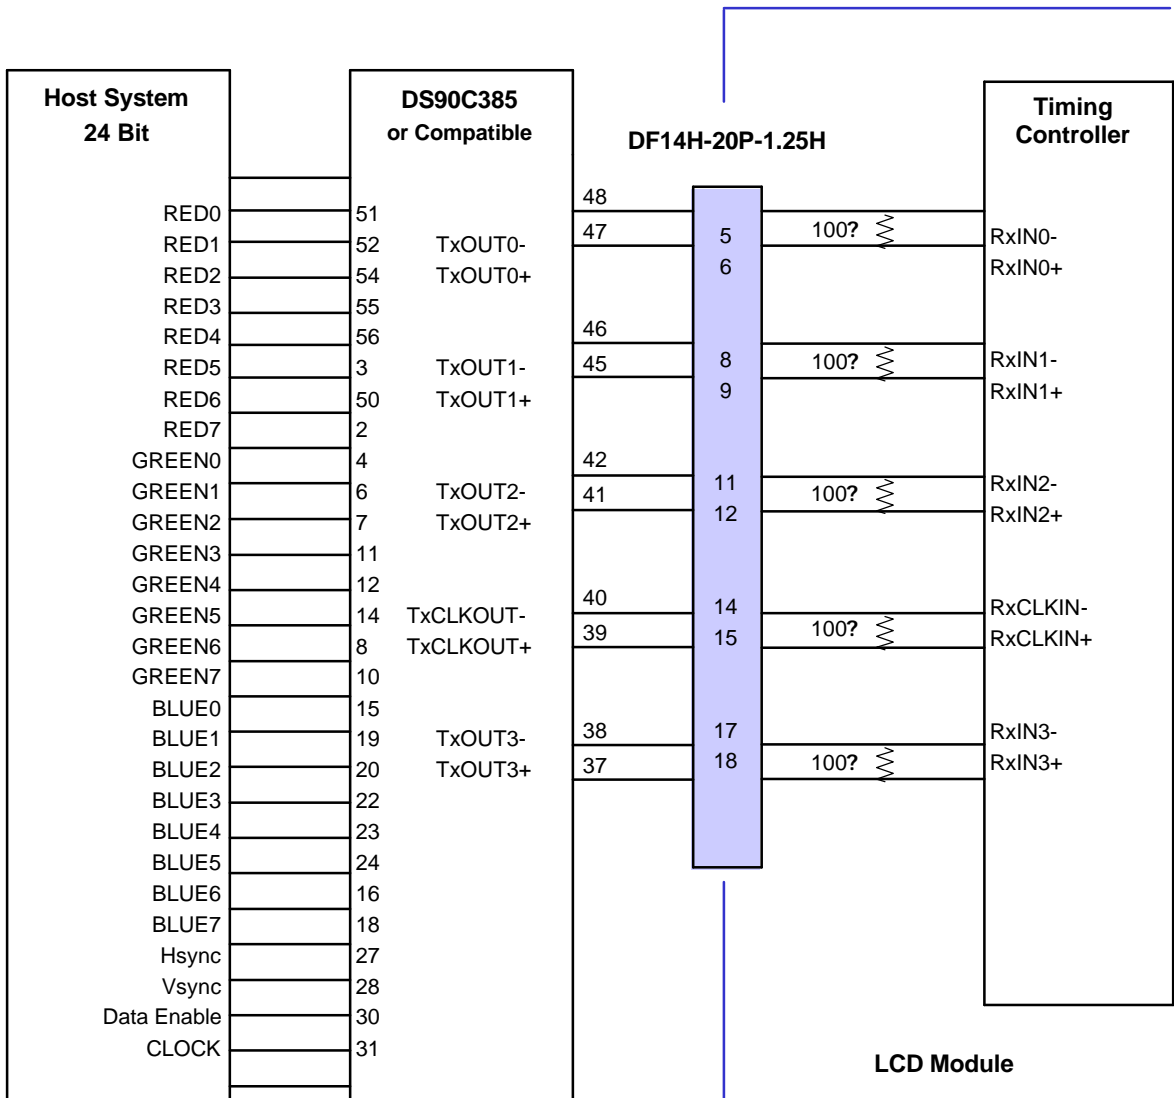 Host System
24 Bit
RED0
RED1
RED2
RED3
RED4
RED5
RED6
RED7
GREEN0
GREEN1
GREEN2
GREEN3
GREEN4
GREEN5
GREEN6
GREEN7
BLUE0
BLUE1
BLUE2
BLUE3
BLUE4
BLUE5
BLUE6
BLUE7
Hsync
Vsync
Data Enable
CLOCK
DS90C385
or Compatible
51
52
54
55
56
3
50
2
4
6
7
11
12
14
8
10
15
19
20
22
23
24
16
18
27
28
30
31
TxOUT0-
TxOUT0+
TxOUT1-
TxOUT1+
TxOUT2-
TxOUT2+
TxCLKOUT-
TxCLKOUT+
TxOUT3-
TxOUT3+
48
47
46
45
42
41
40
39
38
37
DF14H-20P-1.25H
5
6
8
9
11
12
14
15
17
18
100?
100?
100?
100?
100?
Timing
Controller
RxIN0-
RxIN0+
RxIN1-
RxIN1+
RxIN2-
RxIN2+
RxCLKIN-
RxCLKIN+
RxIN3-
RxIN3+
LCD Module